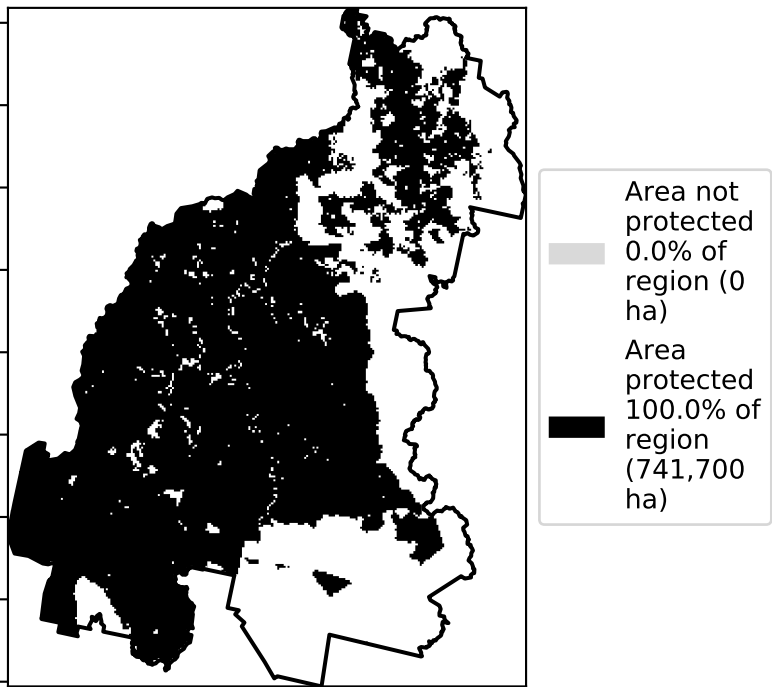 Area not
protected
0.0% of
region (0
ha)
Area
protected
100.0% of
region
(741,700
ha)